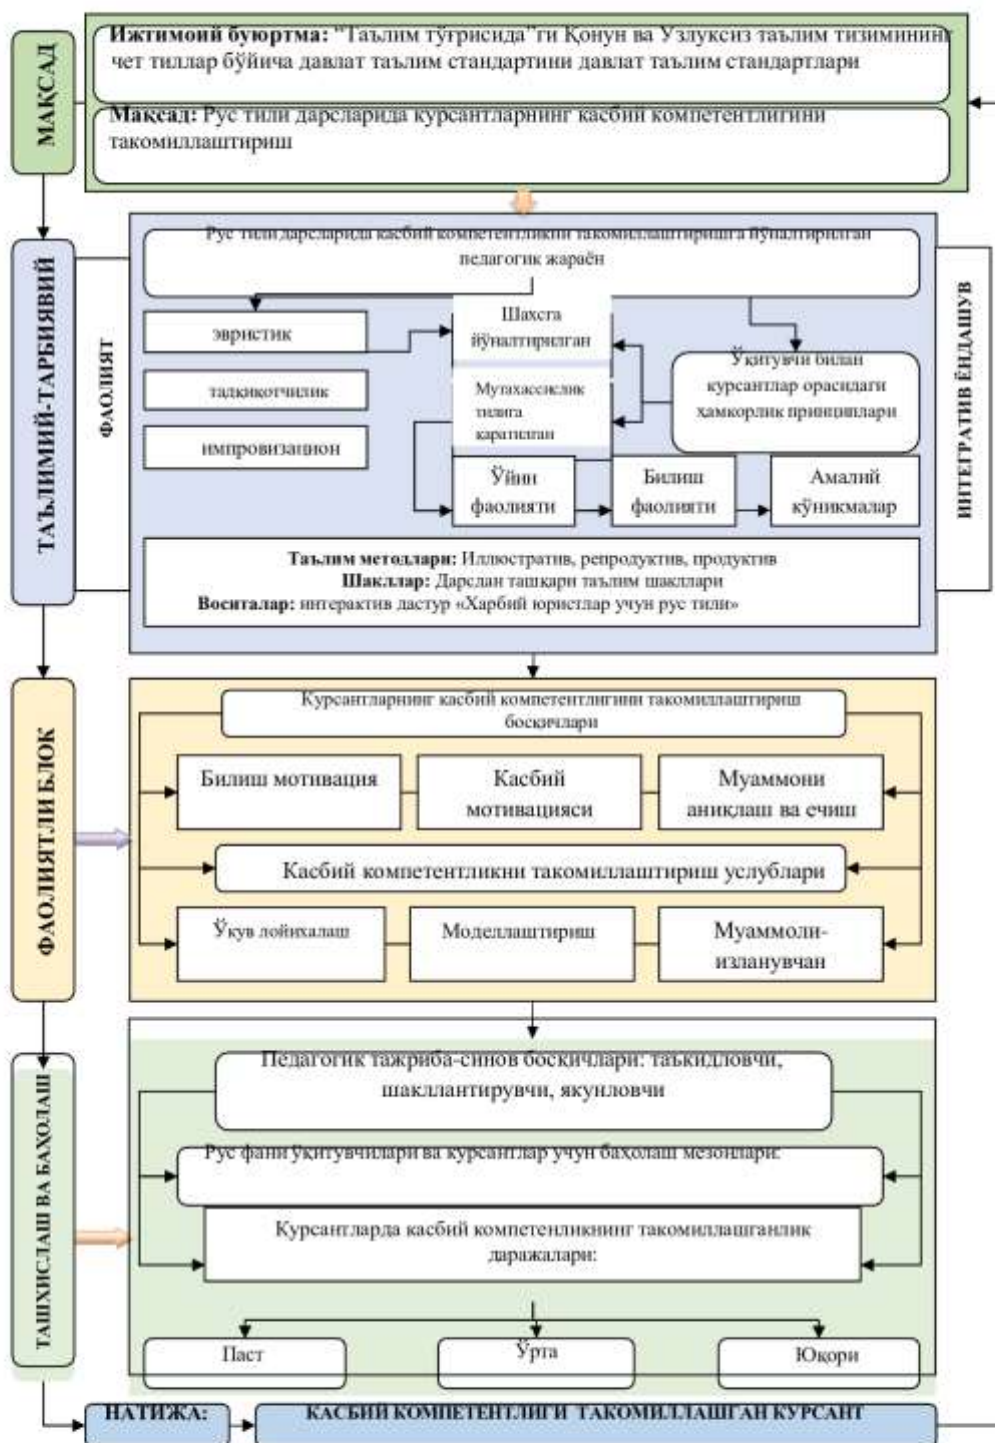 МАҚСАД
Ижтимоий буюртма: “Таълим тўғрисида”ги Қонун ва Узлуксиз таълим тизимининг
чет тиллар бўйича давлат таълим стандартини давлат таълим стандартлари
Мақсад: Рус тили дарсларида курсантларнинг касбий компетентлигини
такомиллаштириш
ТАЪЛИМИЙ-ТАРБИЯВИЙ
ФАОЛИЯТ
ИНТЕГРАТИВ ЁНДАШУВ
Рус тили дарсларида касбий компетентликни такомиллаштиришга йўналтирилган
педагогик жараён
эвристик
тадқиқотчилик
импровизацион
Шахсга
йўналтирилган
Мутахассислик
тилига
қаратилган
Ўқитувчи билан
курсантлар орасидаги
ҳамкорлик принциплари
Ўйин
фаолияти
Билиш
фаолияти
Амалий
кўникмалар
Таълим методлари: Иллюстратив, репродуктив, продуктив
Шакллар: Дарслан ташқари таълим шакллари
Воситалар: интерактив дастур «Харбий юристлар учун рус тили»
ФАОЛИЯТЛИ БЛОК
Курсантларнинг касбий компетентлигини такомиллаштириш
босқичлари
Билиш мотивация
Касбий
мотивацияси
Муаммони
аниқлаш ва ечиш
Касбий компетентликни такомиллаштириш услублари
Ўқув лойихалаш
Моделлаштириш
Муаммоли-
изланувчан
ТАШХИСЛАШ ВА БАҲОЛАШ
Педагогик тажриба-синов босқичлари: таъкидловчи,
шакллантирувчи, якунловчи
Рус фани ўқитувчилари ва курсантлар учун баҳолаш мезонлари:
Курсантларда касбий компетенликнинг такомиллашганлик
даражалари:
Паст
Ўрта
Юқори
НАТИЖА:
КАСБИЙ КОМПЕТЕНТЛИГИ ТАКОМИЛЛАШГАН КУРСАНТ